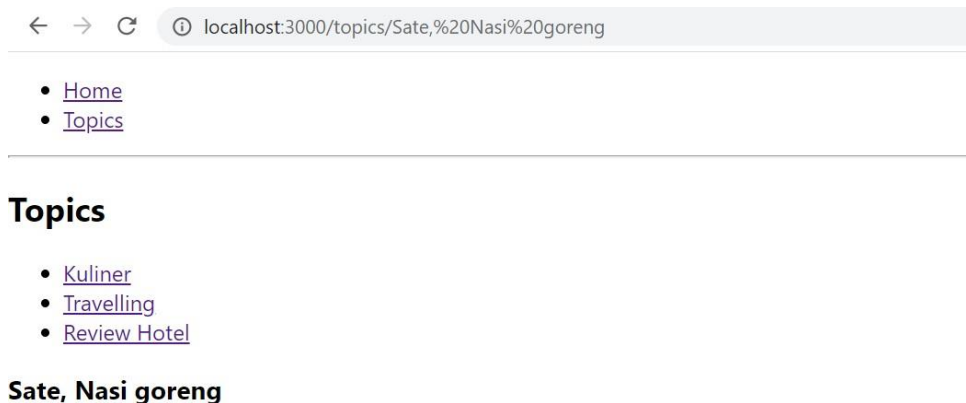 localhost:3000/topics/Sate,%20Nasi%20goreng
Home
Topics
Topics
Kuliner
Travelling
Review Hotel
Sate, Nasi goreng